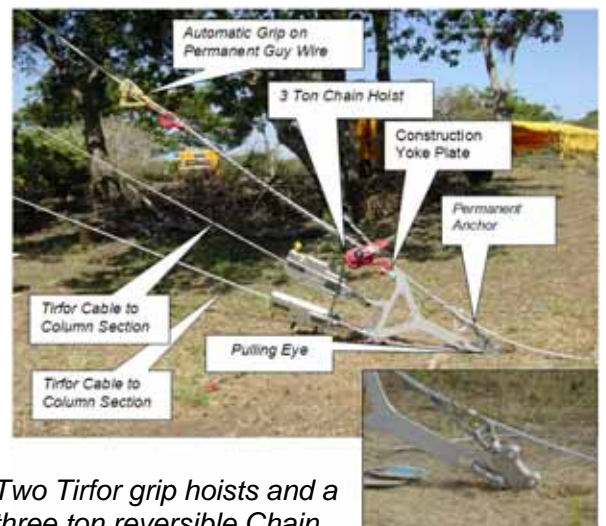 Automatic Grip on
Permanent Guy Wire
3 Ton Chain Hoist
Construction
Yoke Plate
Permanent
Anchor
Tirfor Cable to
Column Section
Pulling Eye
Tirfor Cable to
Column Section
Two Tirfor grip hoists and a
three ton reversible Chain